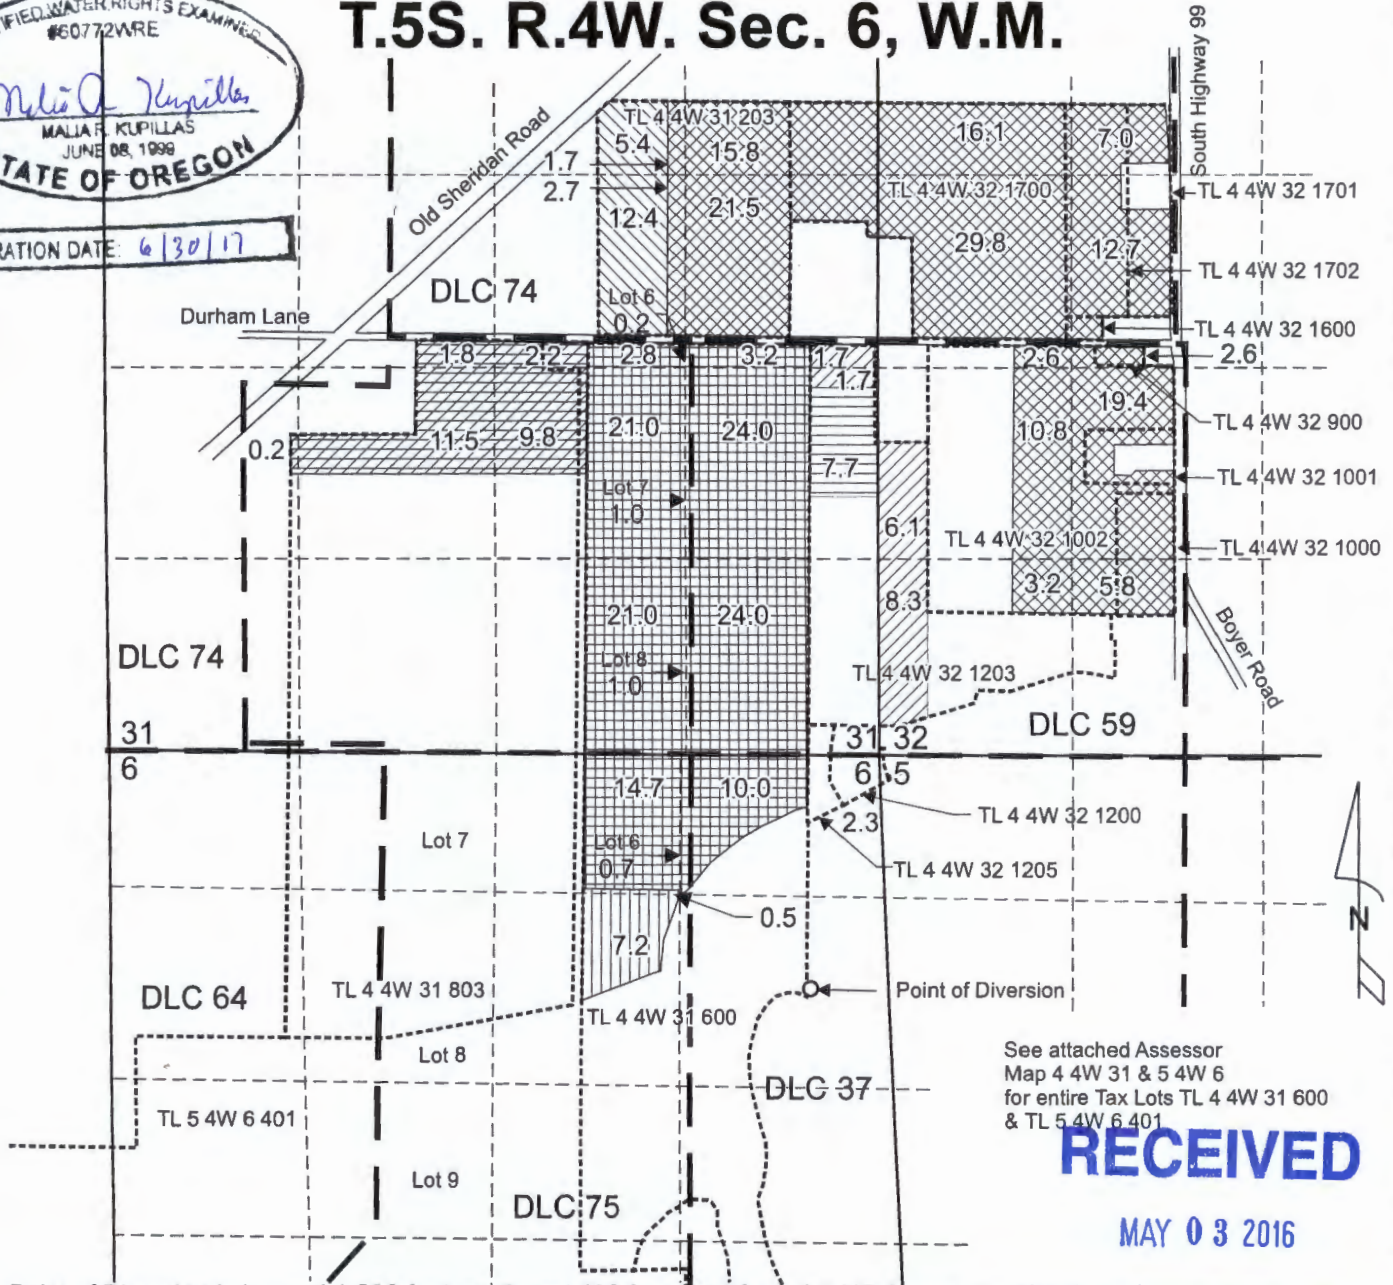 T.5S. R.4W. Sec. 6, W.M.
WATER RIGHTS EXAMINER
#60772WRE
Malia R. Kupillas
MALIA R. KUPILLAS
JUNE 08, 1999
STATE OF OREGON
RATION DATE: 6/30/17
South Highway 99
Old Sheridan Road
TL 4 4W 31 203
5.4
15.8
16.1
7.0
1.7
2.7
TL 4 4W 32 1700
TL 4 4W 32 1701
12.4
21.5
29.8
12.7
TL 4 4W 32 1702
DLC 74
Lot 6
0.2
Durham Lane
TL 4 4W 32 1600
1.8
2.2
2.8
3.2
1.7
1.7
2.6
2.6
19.4
0.2
11.5
9.8
21.0
24.0
10.8
TL 4 4W 32 900
7.7
TL 4 4W 32 1001
Lot 7
1.0
6.1
TL 4 4W 32 1002
TL 4 4W 32 1000
3.2
5.8
8.3
21.0
24.0
Boyer Road
DLC 74
Lot 8
1.0
TL 4 4W 32 1203
DLC 59
31
6
31 32
6 5
14.7
10.0
TL 4 4W 32 1200
2.3
Lot 7
Lot 6
0.7
TL 4 4W 32 1205
0.5
N
7.2
DLC 64
TL 4 4W 31 803
Point of Diversion
TL 4 4W 31 600
Lot 8
DLC 37
See attached Assessor
Map 4 4W 31 & 5 4W 6
for entire Tax Lots TL 4 4W 31 600
& TL 5 4W 6 401
TL 5 4W 6 401
RECEIVED
Lot 9
DLC 75
MAY 03 2016